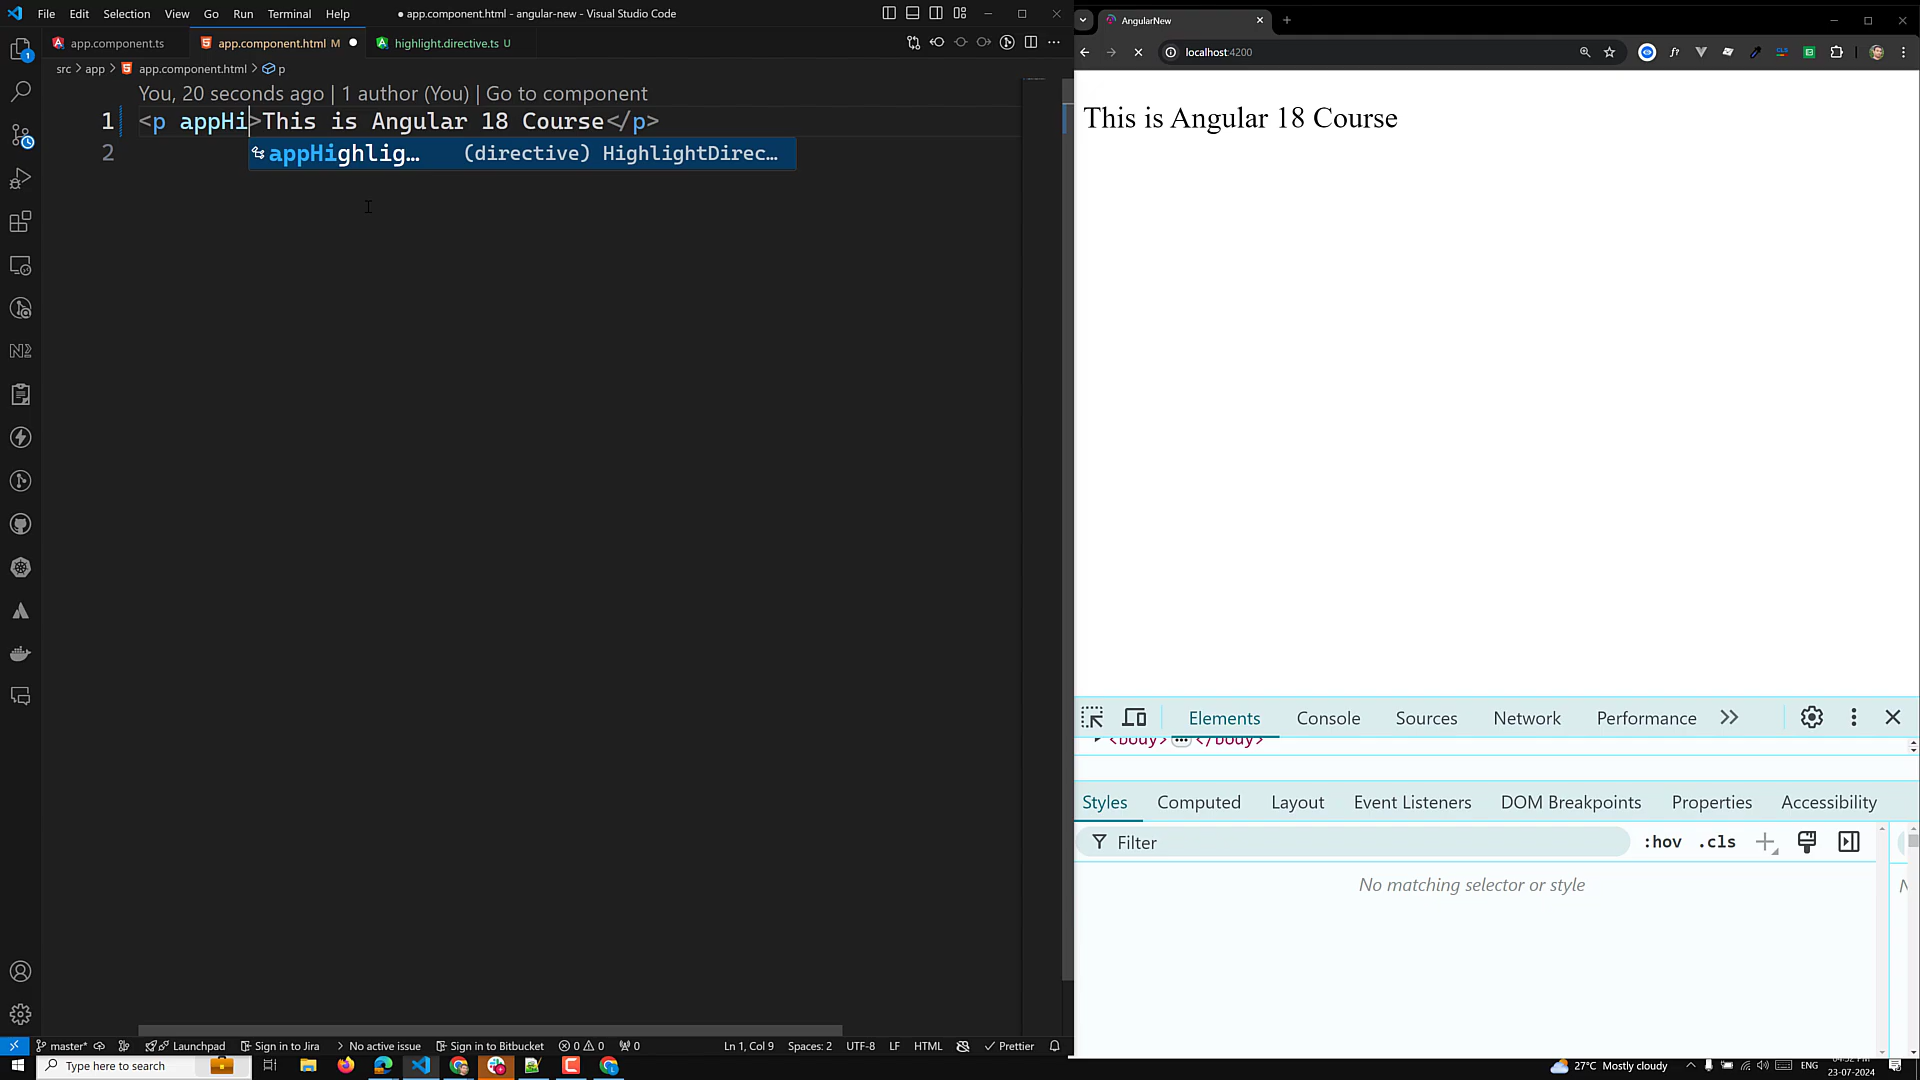 File Edit Selection View Go Run Terminal Help
● app.component.html - angular-new - Visual Studio Code
app.component.ts
app.component.html M
highlight.directive.ts U
src > app > app.component.html > p
You, 20 seconds ago | 1 author (You) | Go to component
1 <p appHi>This is Angular 18 Course</p>
appHighlig… (directive) HighlightDirec…
2
master*
Launchpad
Sign in to Jira
No active issue
Sign in to Bitbucket
0 0
0
Ln 1, Col 9
Spaces: 2
UTF-8
LF
HTML
Prettier
AngularNew
localhost:4200
This is Angular 18 Course
Elements Console Sources Network Performance
<body> … </body>
Styles Computed Layout Event Listeners DOM Breakpoints Properties Accessibility
Filter
:hov .cls
No matching selector or style
Type here to search
27°C Mostly cloudy
ENG
23-07-2024